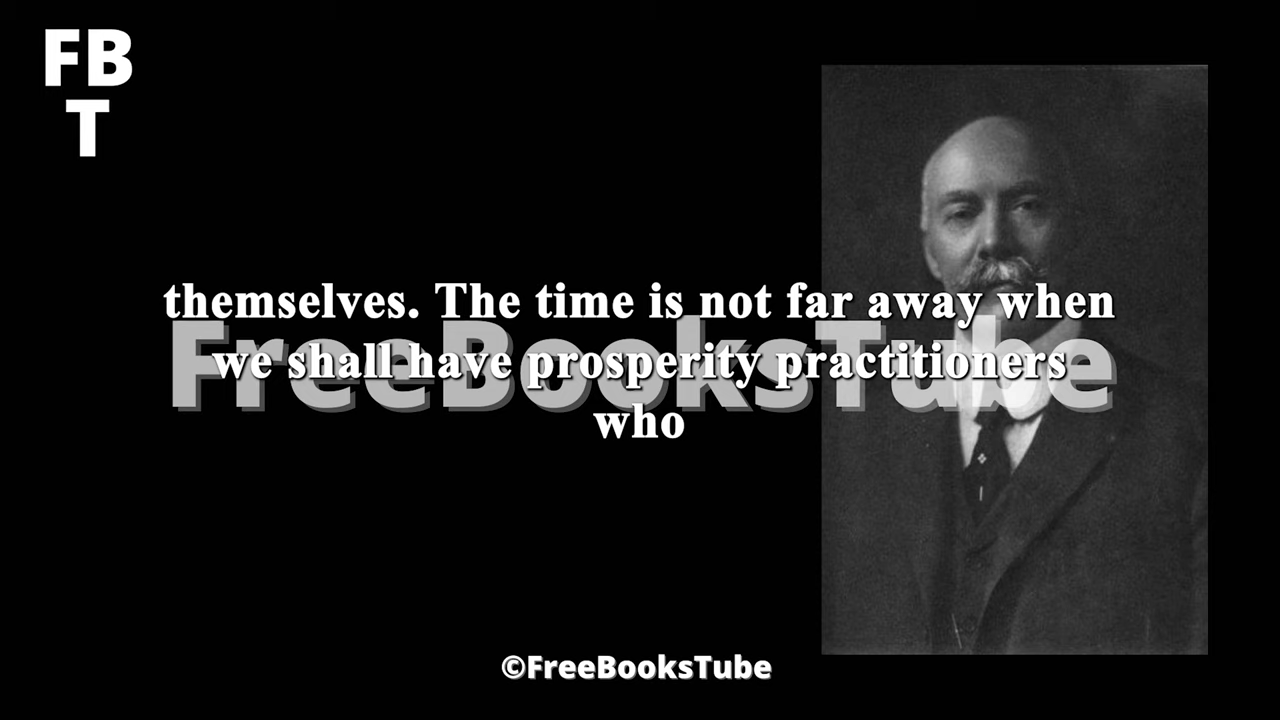 FB
T
themselves. The time is not far away when
FreeBooksTube
we shall have prosperity practitioners
who
©FreeBooksTube